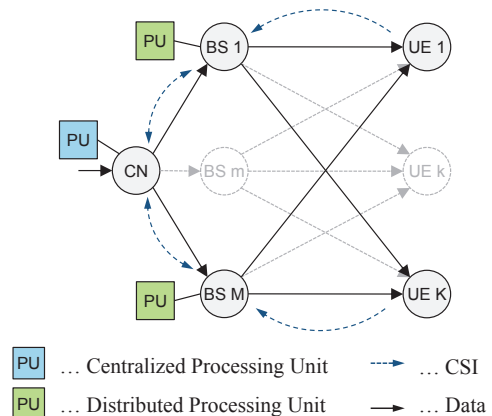 PU
BS 1
UE 1
PU
CN
BS m
UE k
PU
BS M
UE K
PU … Centralized Processing Unit
… CSI
PU … Distributed Processing Unit
… Data